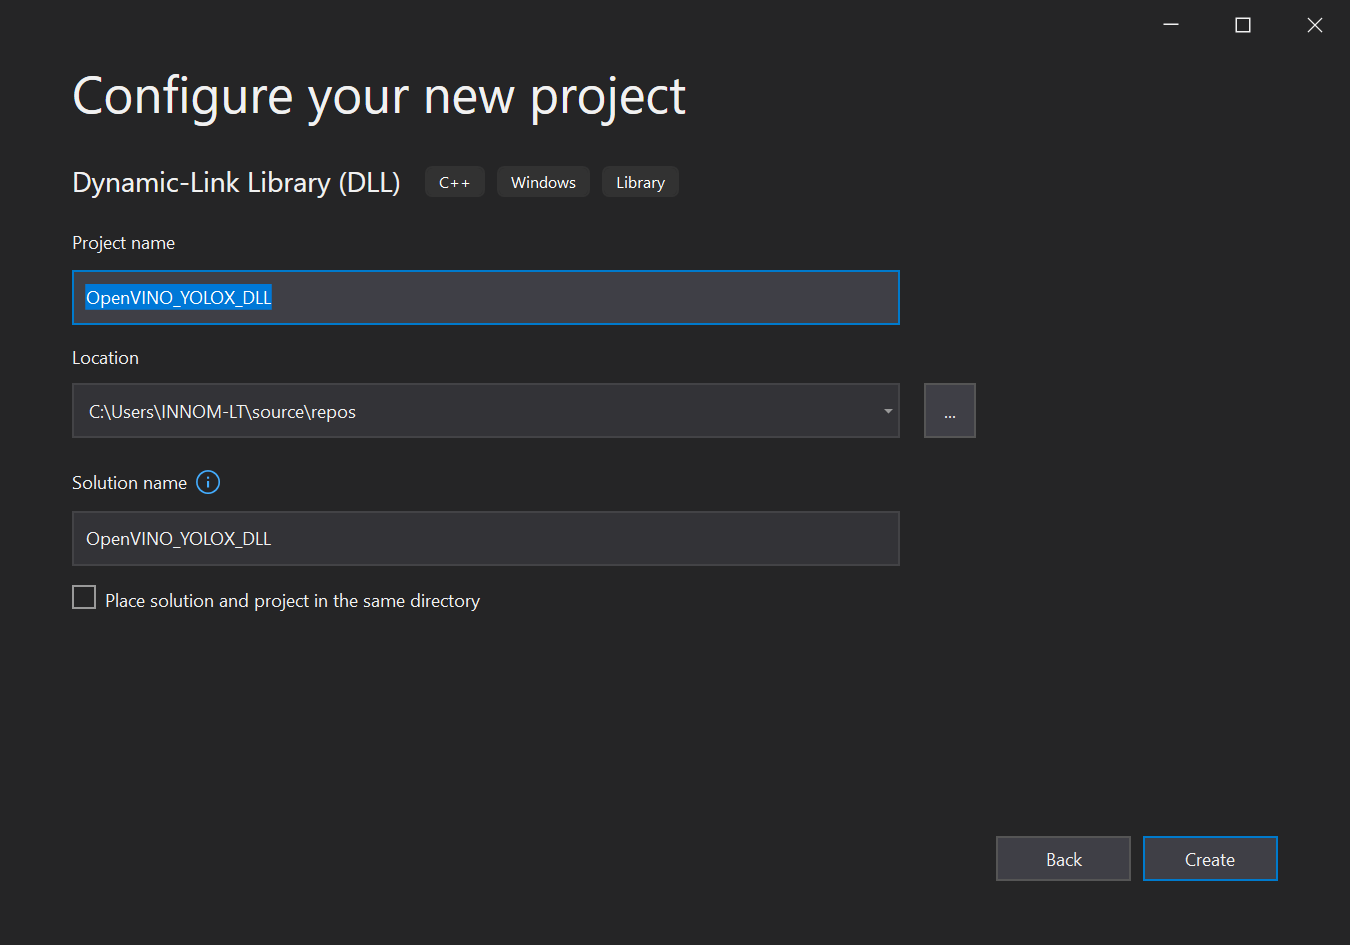 Configure your new project
Dynamic-Link Library (DLL) C++ Windows Library
Project name
OpenVINO_YOLOX_DLL
Location
C:\Users\INNOM-LT\source\repos
...
Solution name
OpenVINO_YOLOX_DLL
Place solution and project in the same directory
Back Create